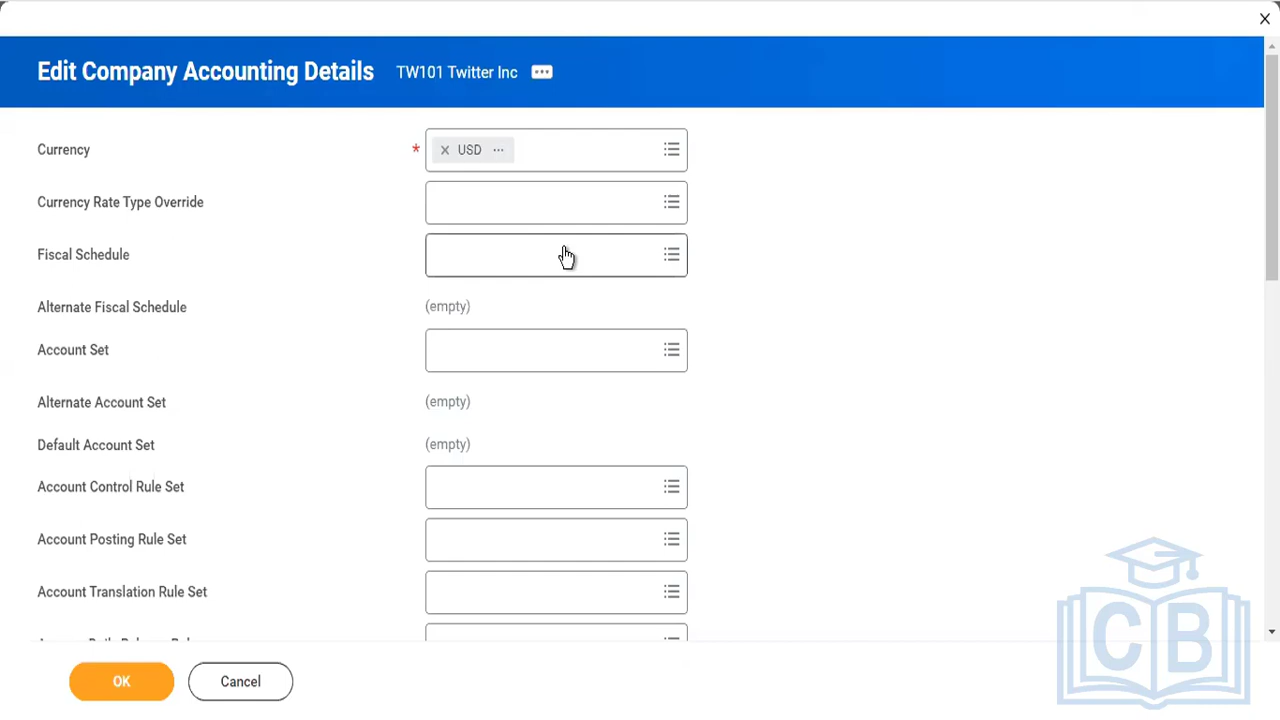 Edit Company Accounting Details TW101 Twitter Inc
Currency * USD
Currency Rate Type Override
Fiscal Schedule
Alternate Fiscal Schedule (empty)
Account Set
Alternate Account Set (empty)
Default Account Set (empty)
Account Control Rule Set
Account Posting Rule Set
Account Translation Rule Set
OK Cancel
CB